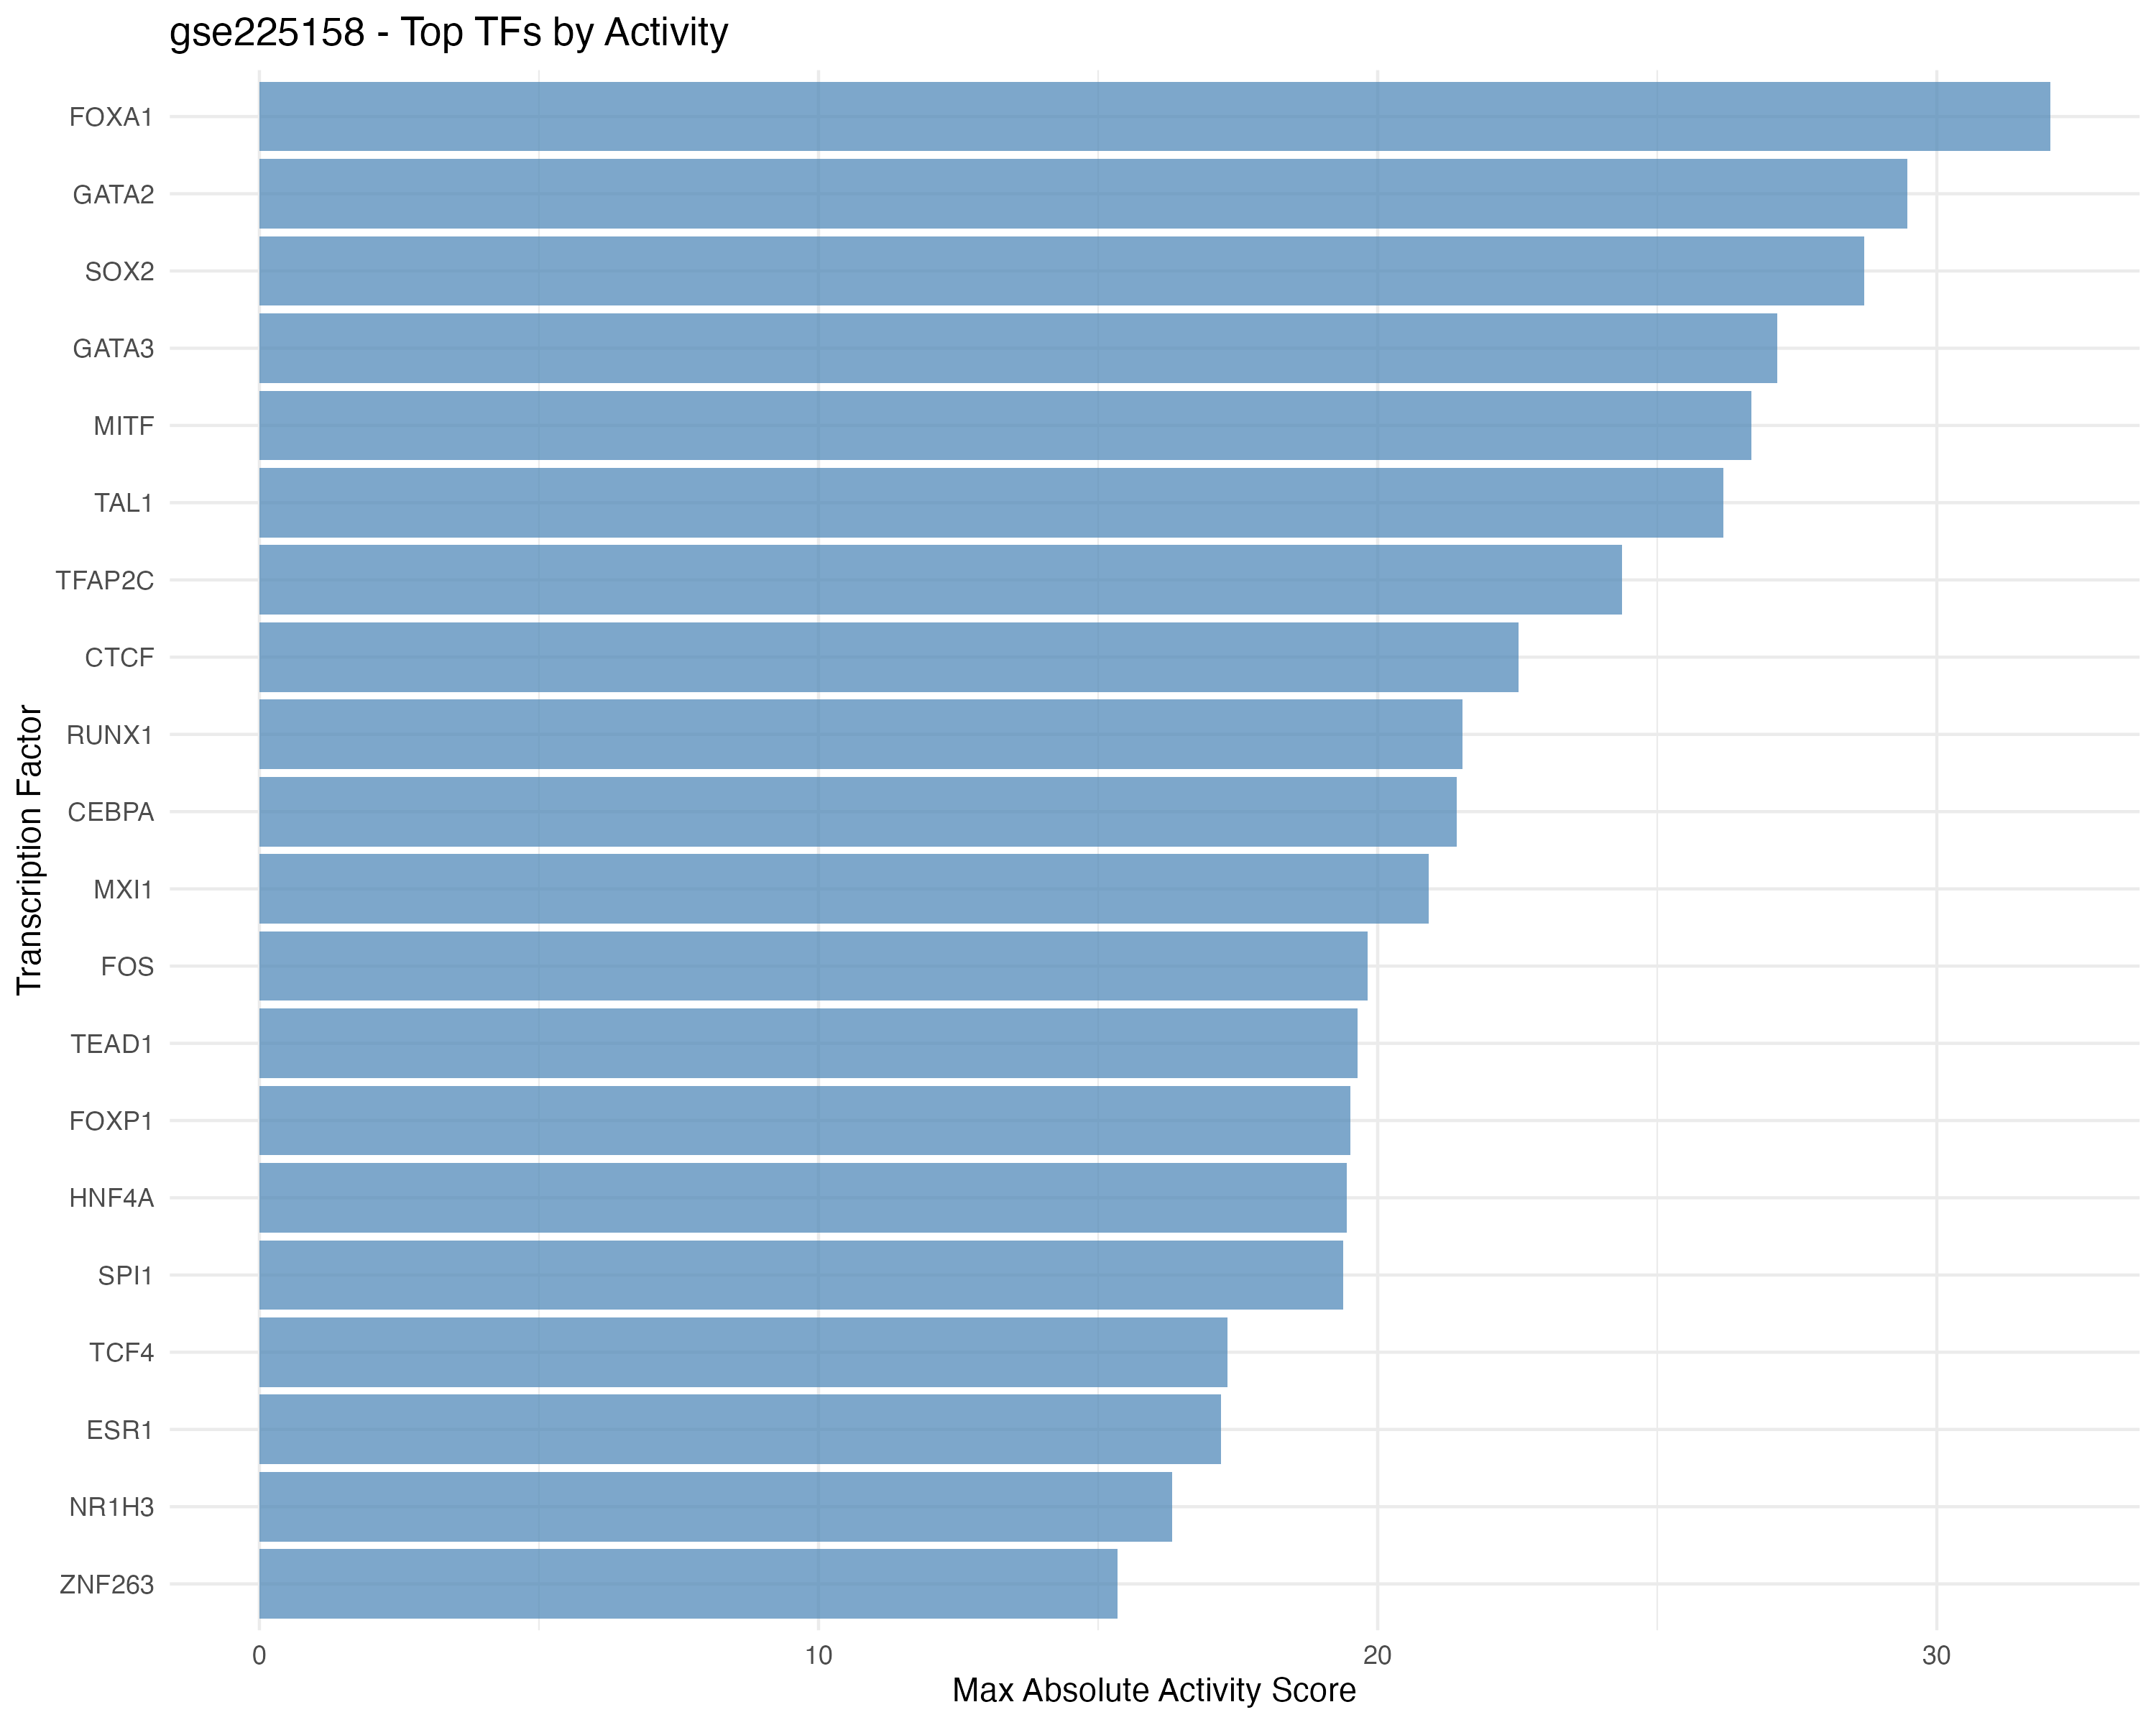 gse225158 - Top TFs by Activity
Transcription Factor
FOXA1
GATA2
SOX2
GATA3
MITF
TAL1
TFAP2C
CTCF
RUNX1
CEBPA
MXI1
FOS
TEAD1
FOXP1
HNF4A
SPI1
TCF4
ESR1
NR1H3
ZNF263
0 10 20 30
Max Absolute Activity Score